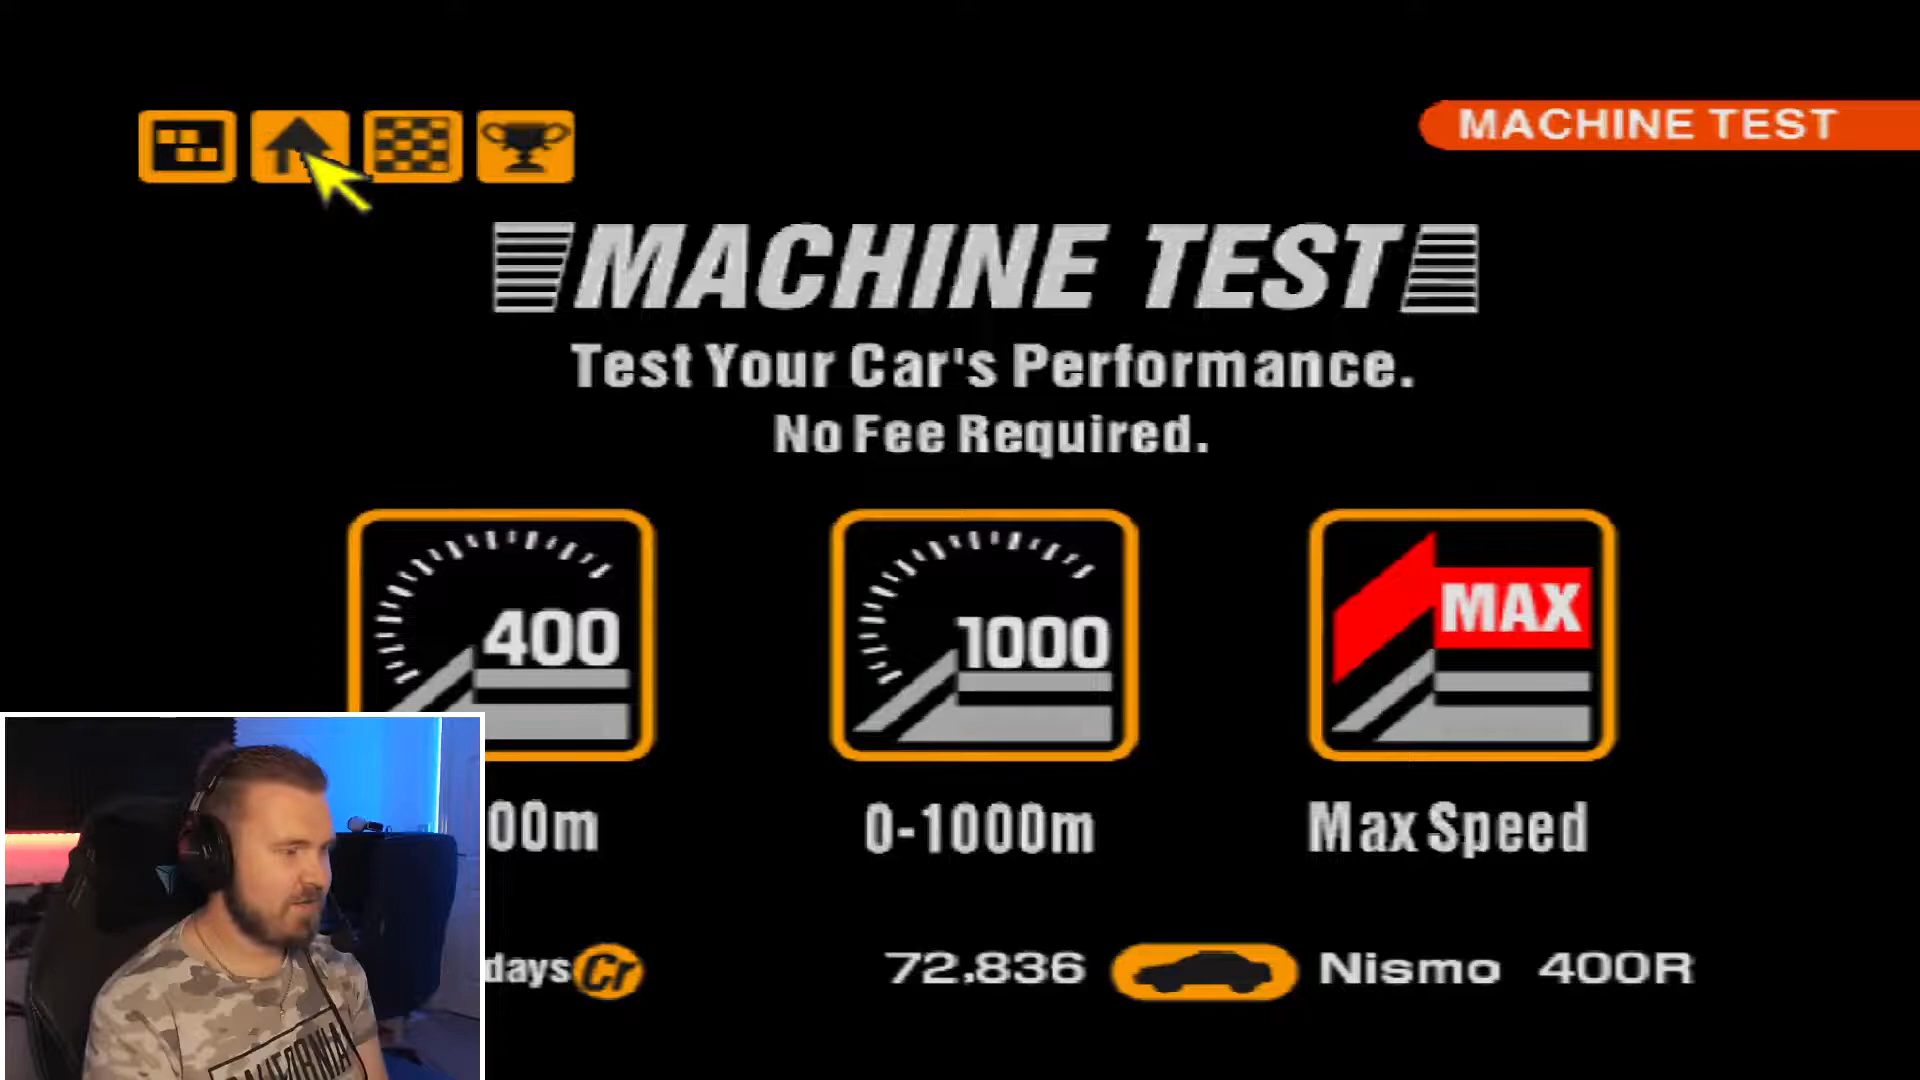 MACHINE TEST
MACHINE TEST
Test Your Car's Performance.
No Fee Required.
400
1000
MAX
00m
0-1000m
Max Speed
days Cr 72,836 Nismo 400R
CALIFORNIA